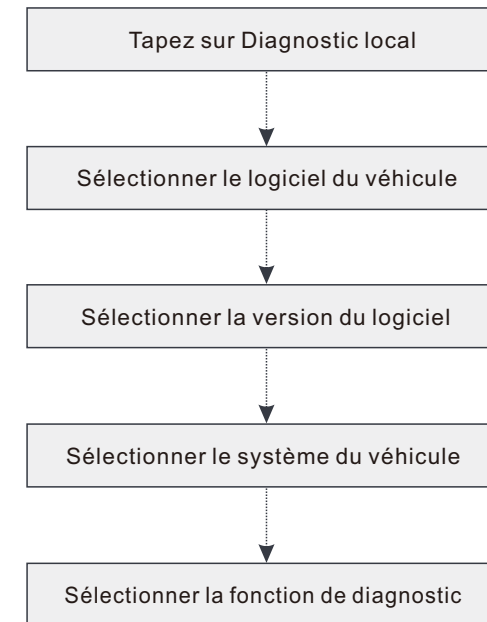 Tapez sur Diagnostic local
Sélectionner le logiciel du véhicule
Sélectionner la version du logiciel
Sélectionner le système du véhicule
Sélectionner la fonction de diagnostic